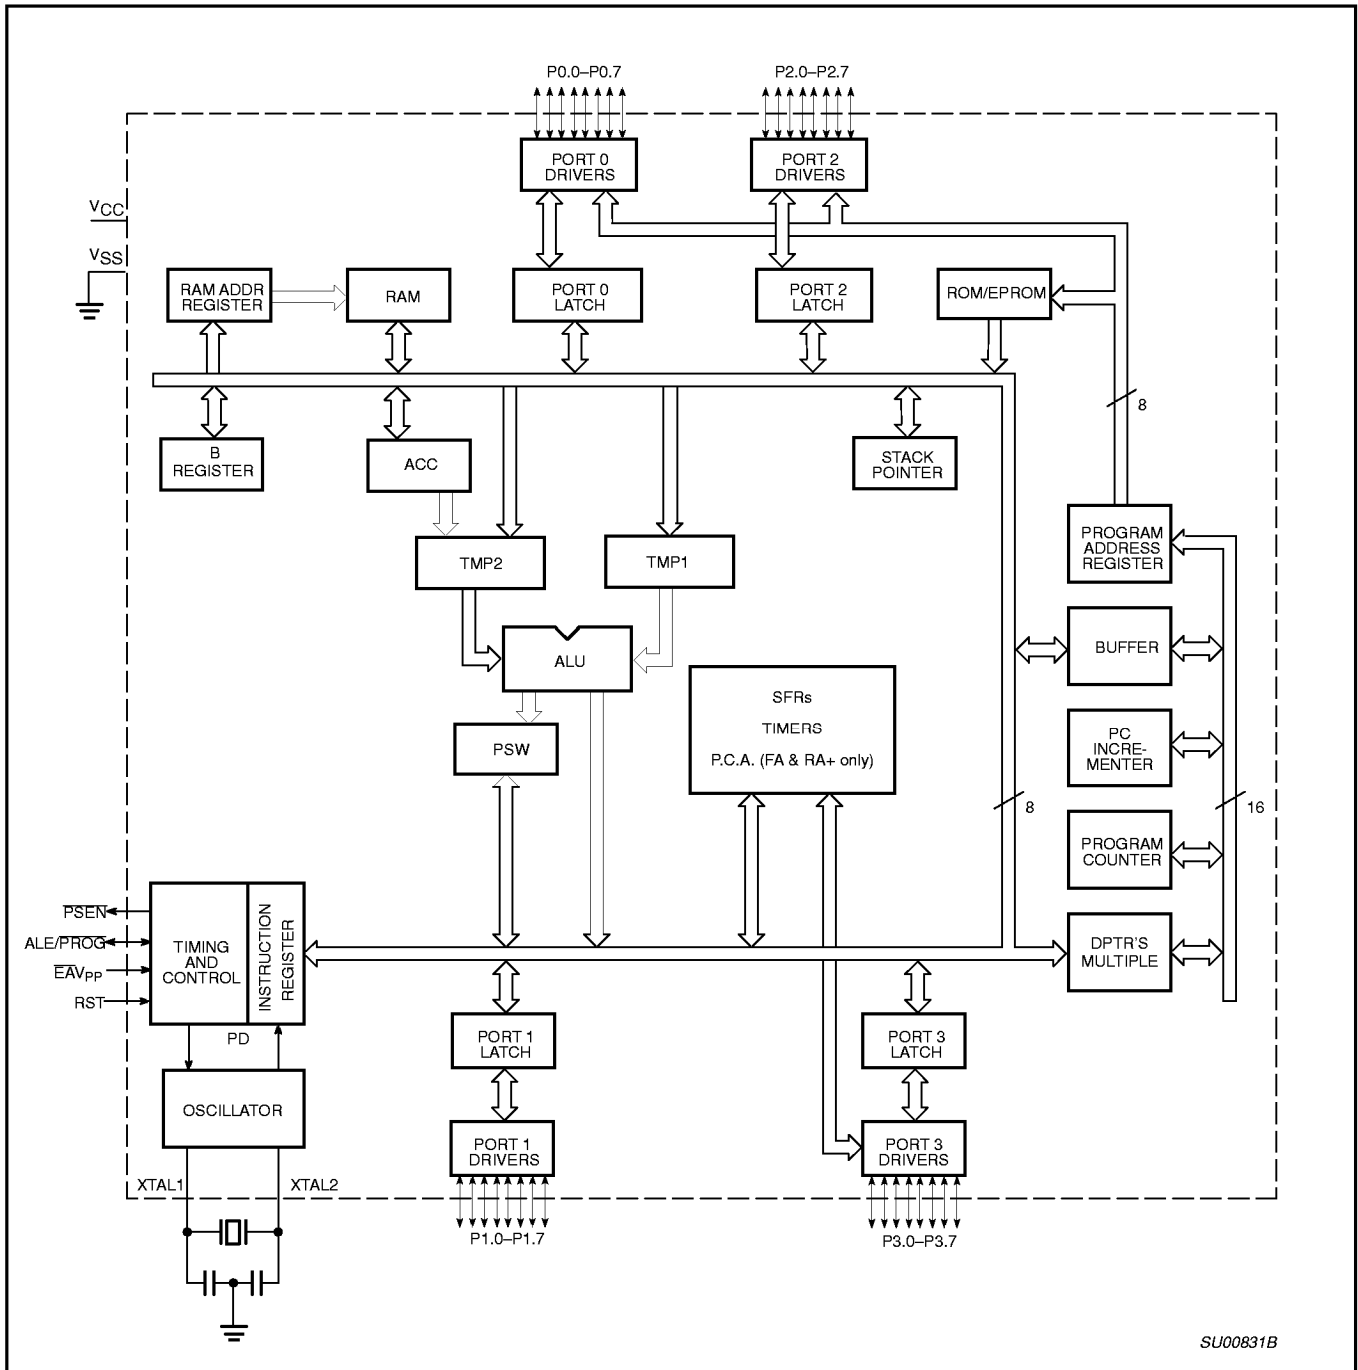 P0.0–P0.7
P2.0–P2.7
PORT 0
DRIVERS
PORT 2
DRIVERS
VCC
VSS
RAM ADDR
REGISTER
RAM
PORT 0
LATCH
PORT 2
LATCH
ROM/EPROM
8
B
REGISTER
ACC
STACK
POINTER
PROGRAM
ADDRESS
REGISTER
TMP2
TMP1
BUFFER
ALU
SFRs
TIMERS
P.C.A. (FA & RA+ only)
PSW
PC
INCRE-
MENTER
8
16
PROGRAM
COUNTER
PSEN
ALE/PROG
EAVPP
RST
TIMING
AND
CONTROL
INSTRUCTION
REGISTER
DPTR'S
MULTIPLE
PD
PORT 1
LATCH
PORT 3
LATCH
OSCILLATOR
PORT 1
DRIVERS
PORT 3
DRIVERS
XTAL1
XTAL2
P1.0–P1.7
P3.0–P3.7
SU00831B